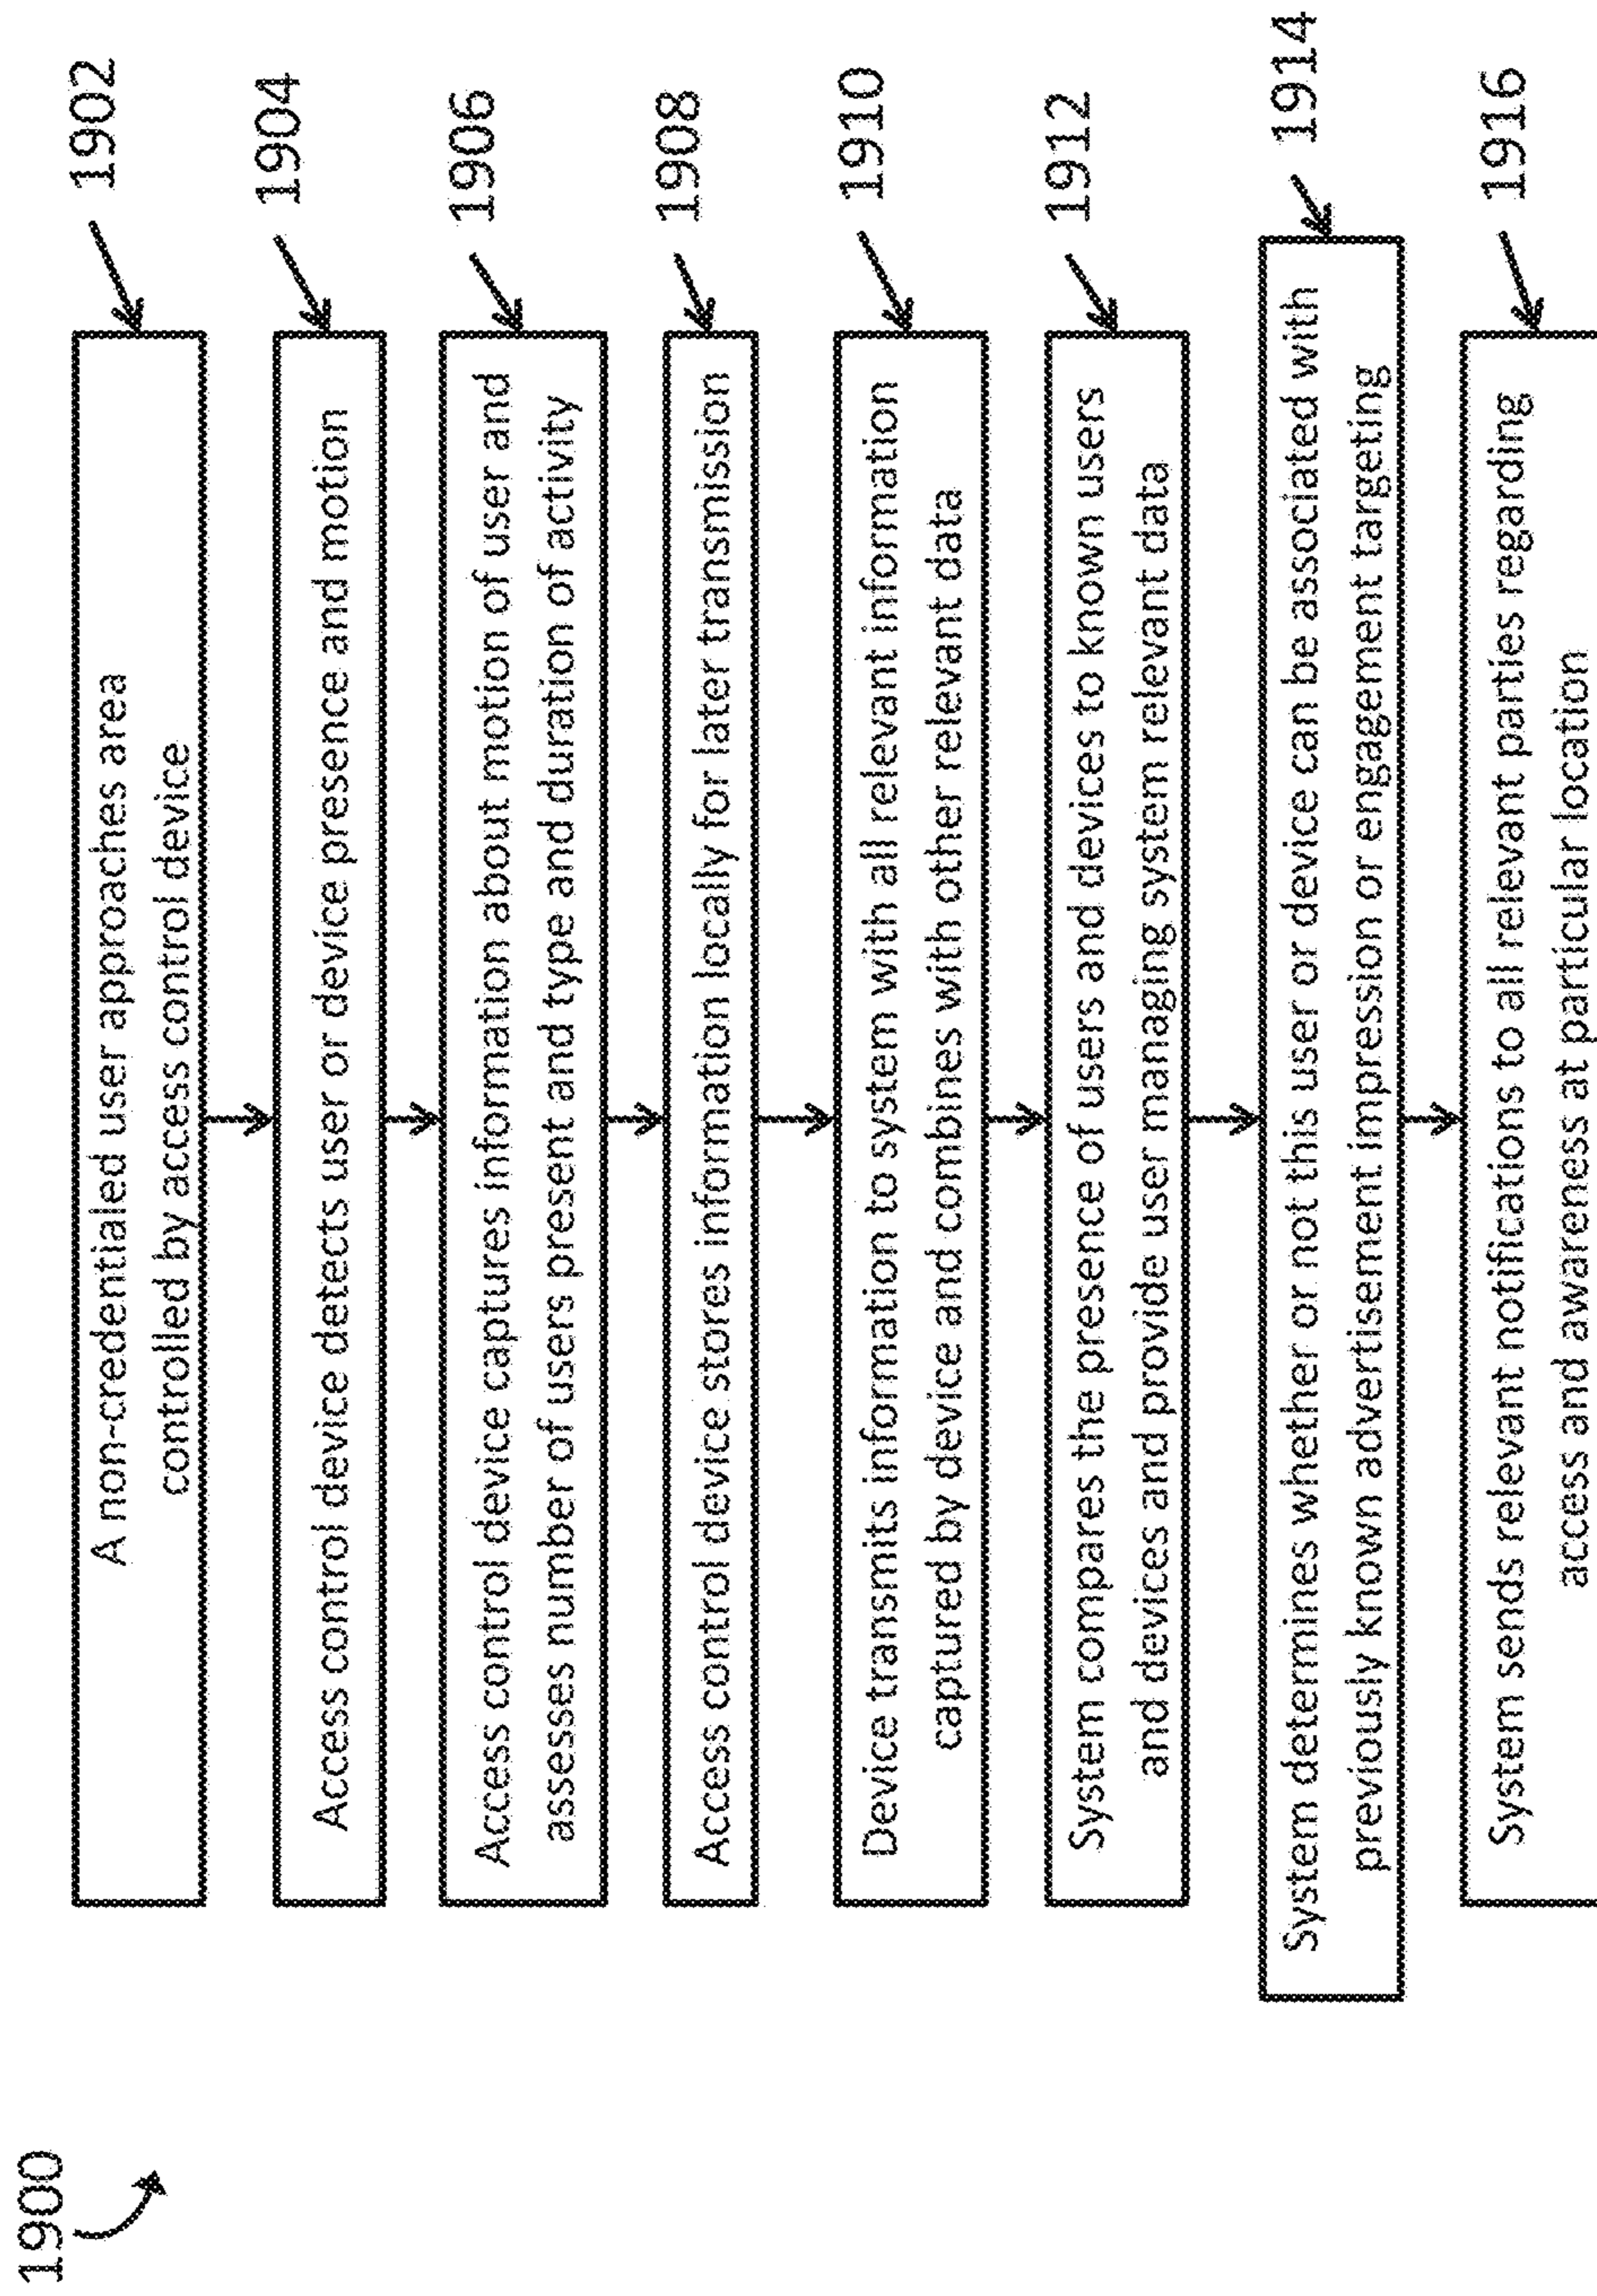 1900
A non-credentialed user approaches area
controlled by access control device
1902
Access control device detects user or device presence and motion
1904
Access control device captures information about motion of user and
assesses number of users present and type and duration of activity
1906
Access control device stores information locally for later transmission
1908
Device transmits information to system with all relevant information
captured by device and combines with other relevant data
1910
System compares the presence of users and devices to known users
and devices and provide user managing system relevant data
1912
System determines whether or not this user or device can be associated with
previously known advertisement impression or engagement targeting
1914
System sends relevant notifications to all relevant parties regarding
access and awareness at particular location
1916